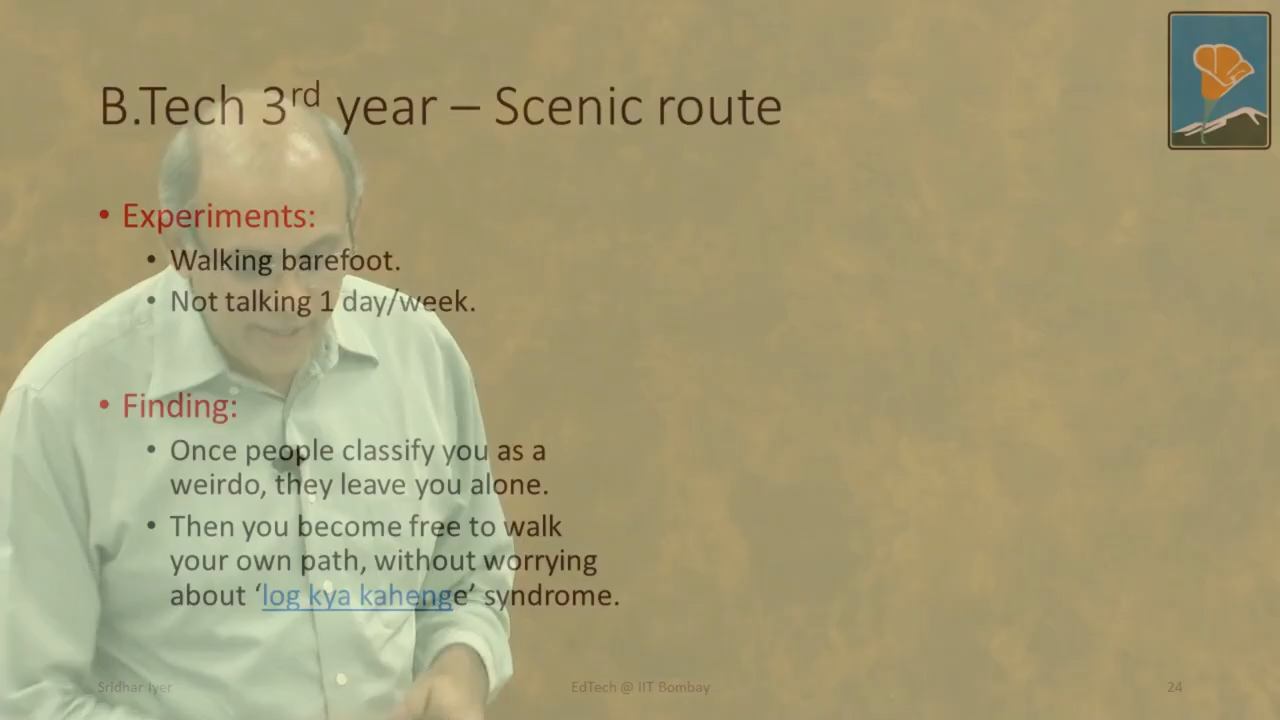 B.Tech 3rd year – Scenic route
• Experiments:
• Walking barefoot.
• Not talking 1 day/week.
• Finding:
• Once people classify you as a
weirdo, they leave you alone.
• Then you become free to walk
your own path, without worrying
about ‘log kya kahenge’ syndrome.
Sridhar Iyer
EdTech @ IIT Bombay
24